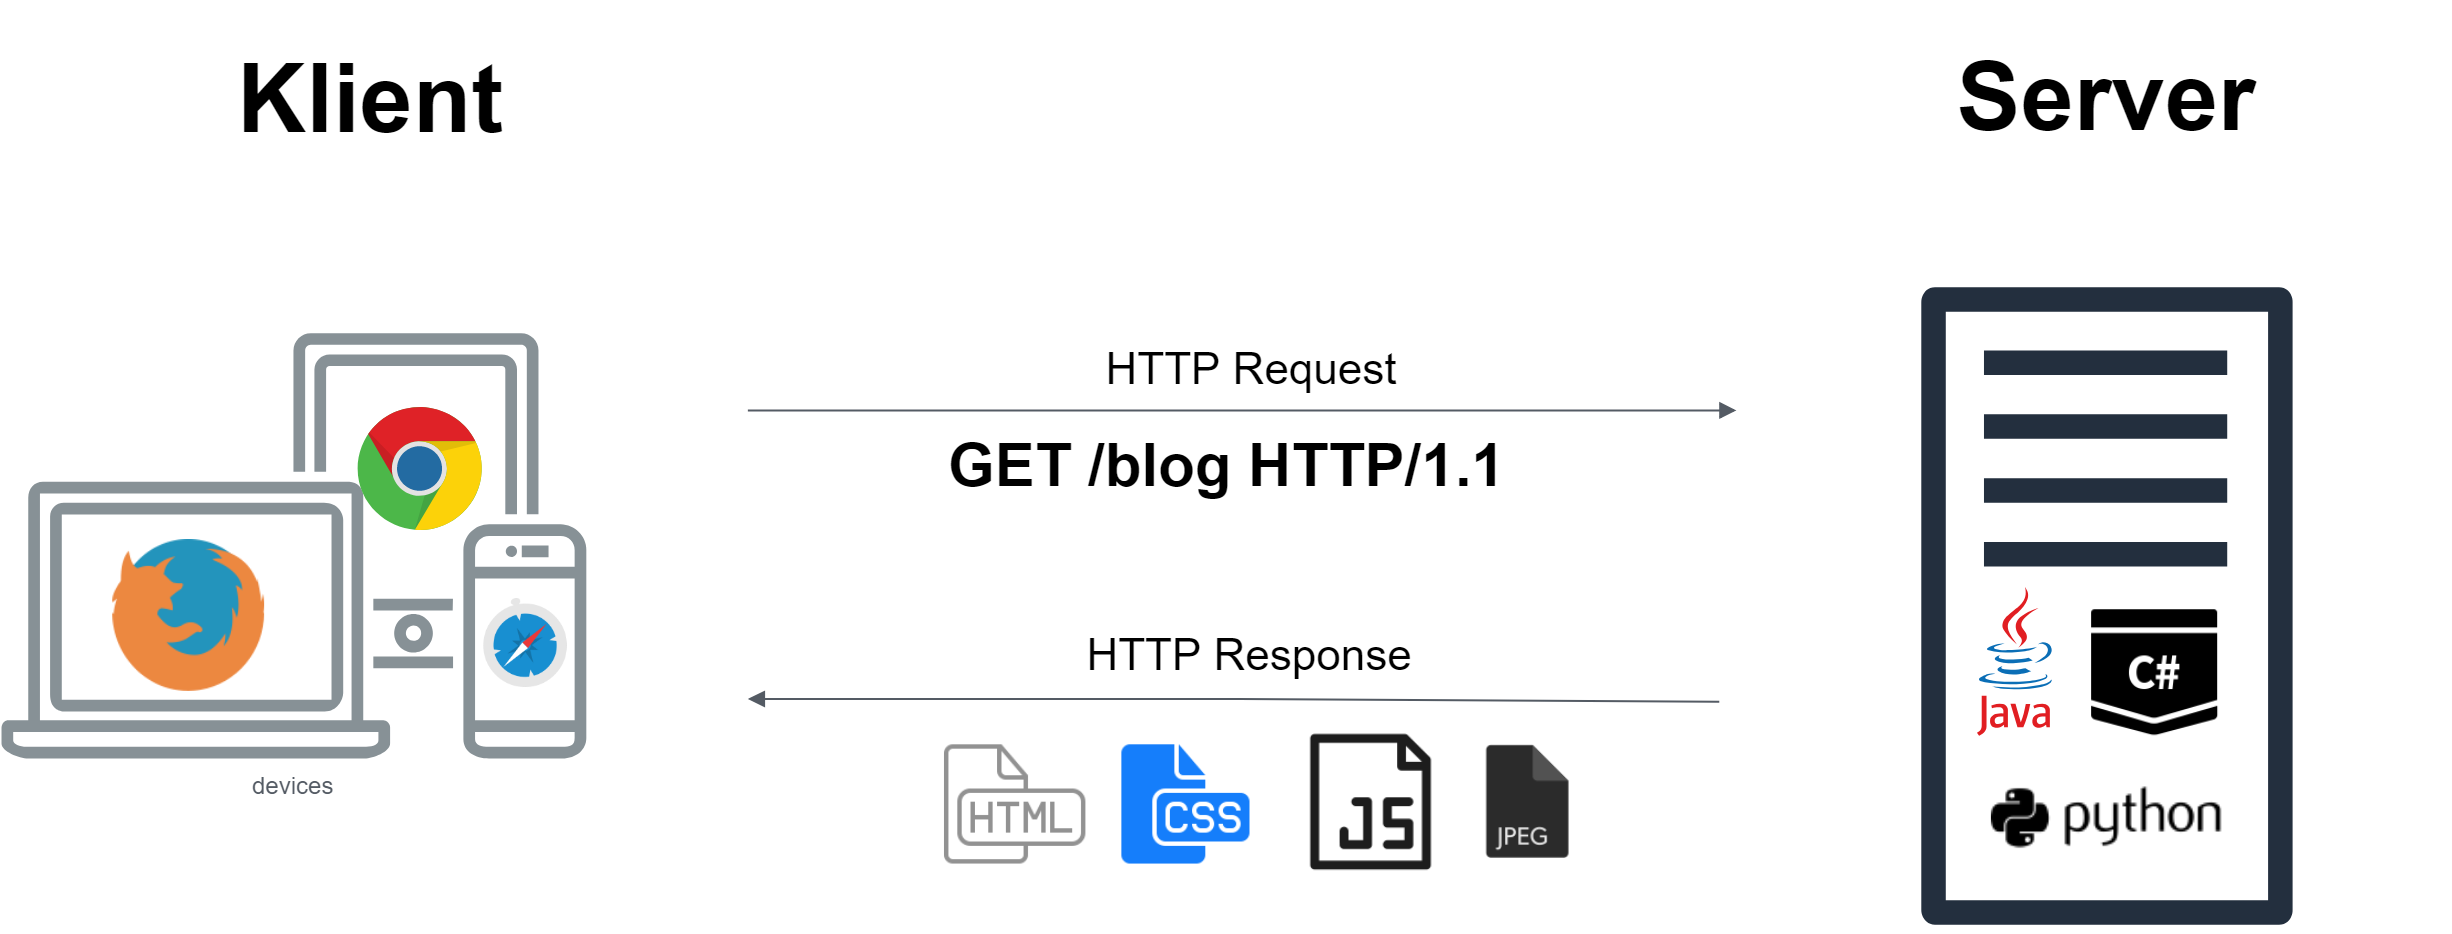 Klient
Server
HTTP Request
GET /blog HTTP/1.1
HTTP Response
devices
HTML
CSS
JS
JPEG
Java
C#
python